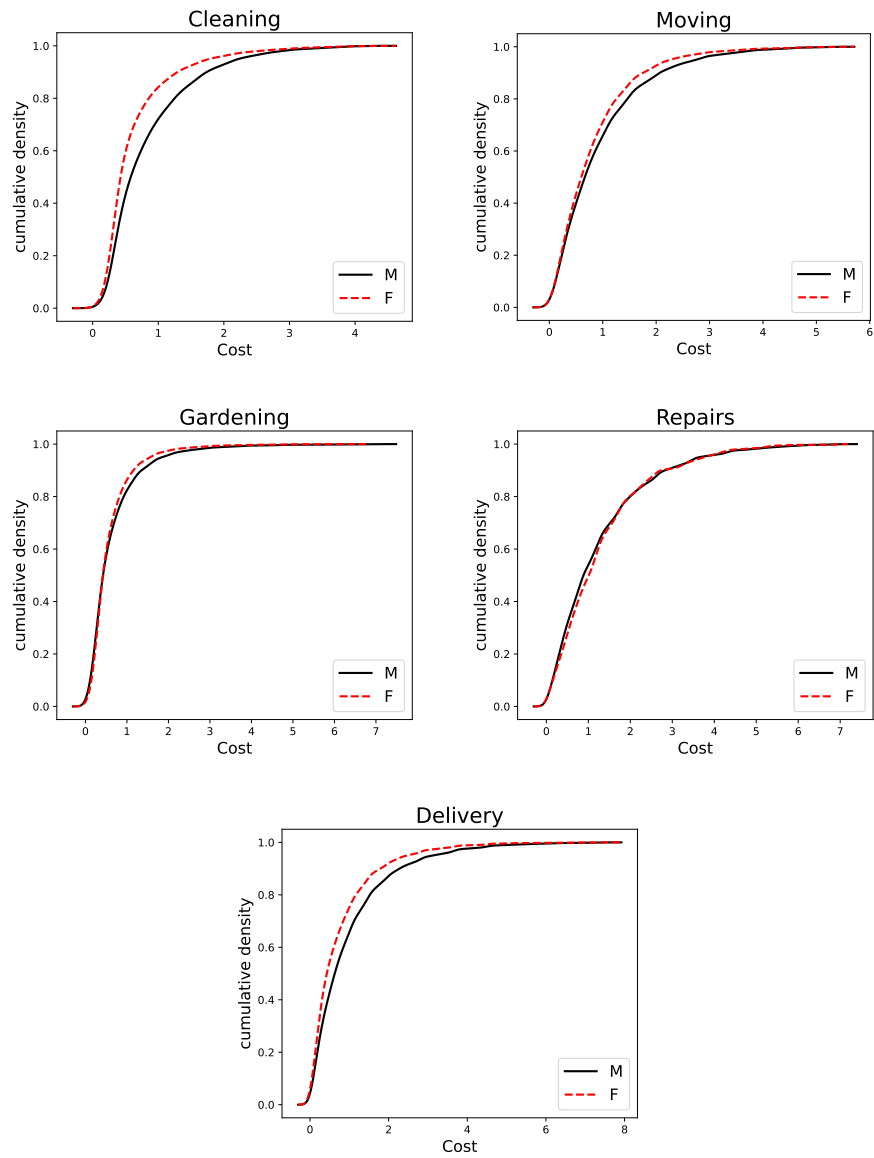 Cleaning
1.0
0.8
0.6
0.4
0.2
0.0
cumulative density
0 1 2 3 4
Cost
M
F
Moving
1.0
0.8
0.6
0.4
0.2
0.0
cumulative density
0 1 2 3 4 5 6
Cost
M
F
Gardening
1.0
0.8
0.6
0.4
0.2
0.0
cumulative density
0 1 2 3 4 5 6 7
Cost
M
F
Repairs
1.0
0.8
0.6
0.4
0.2
0.0
cumulative density
0 1 2 3 4 5 6 7
Cost
M
F
Delivery
1.0
0.8
0.6
0.4
0.2
0.0
cumulative density
0 2 4 6 8
Cost
M
F